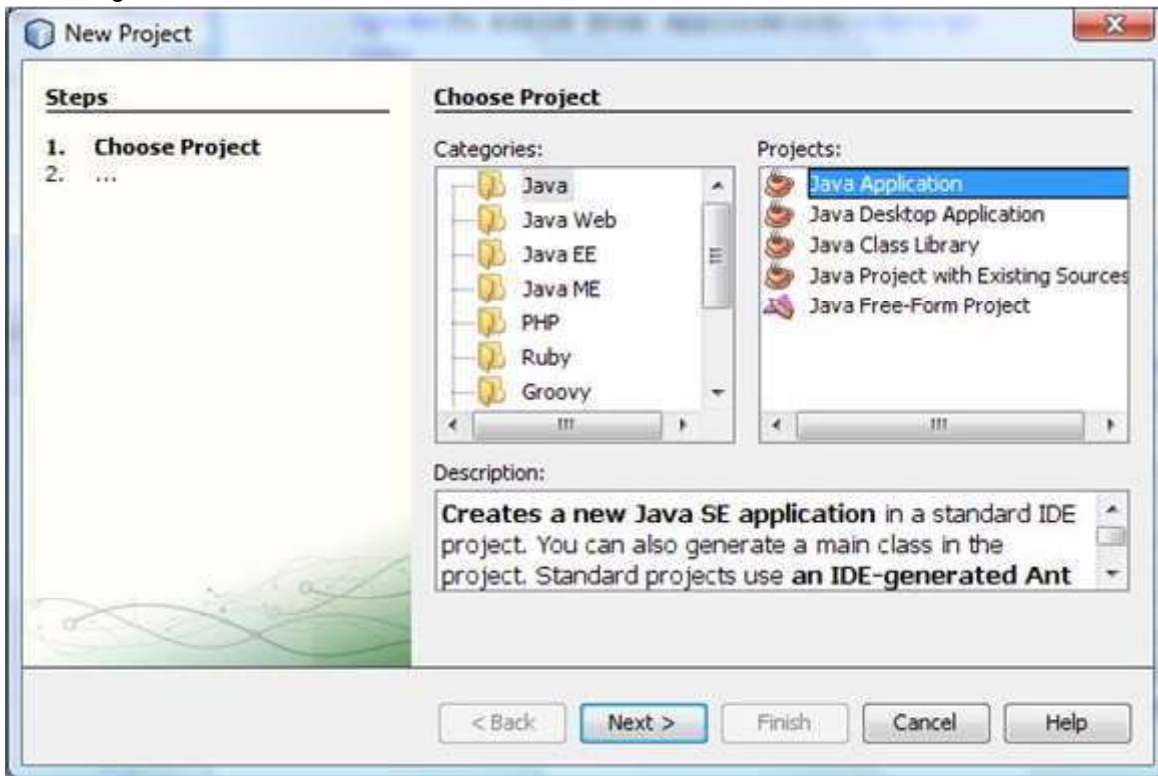 New Project
Steps
1. Choose Project
2. ...
Choose Project
Categories:
Java
Java Web
Java EE
Java ME
PHP
Ruby
Groovy
Projects:
Java Application
Java Desktop Application
Java Class Library
Java Project with Existing Sources
Java Free-Form Project
Description:
Creates a new Java SE application in a standard IDE
project. You can also generate a main class in the
project. Standard projects use an IDE-generated Ant
< Back
Next >
Finish
Cancel
Help